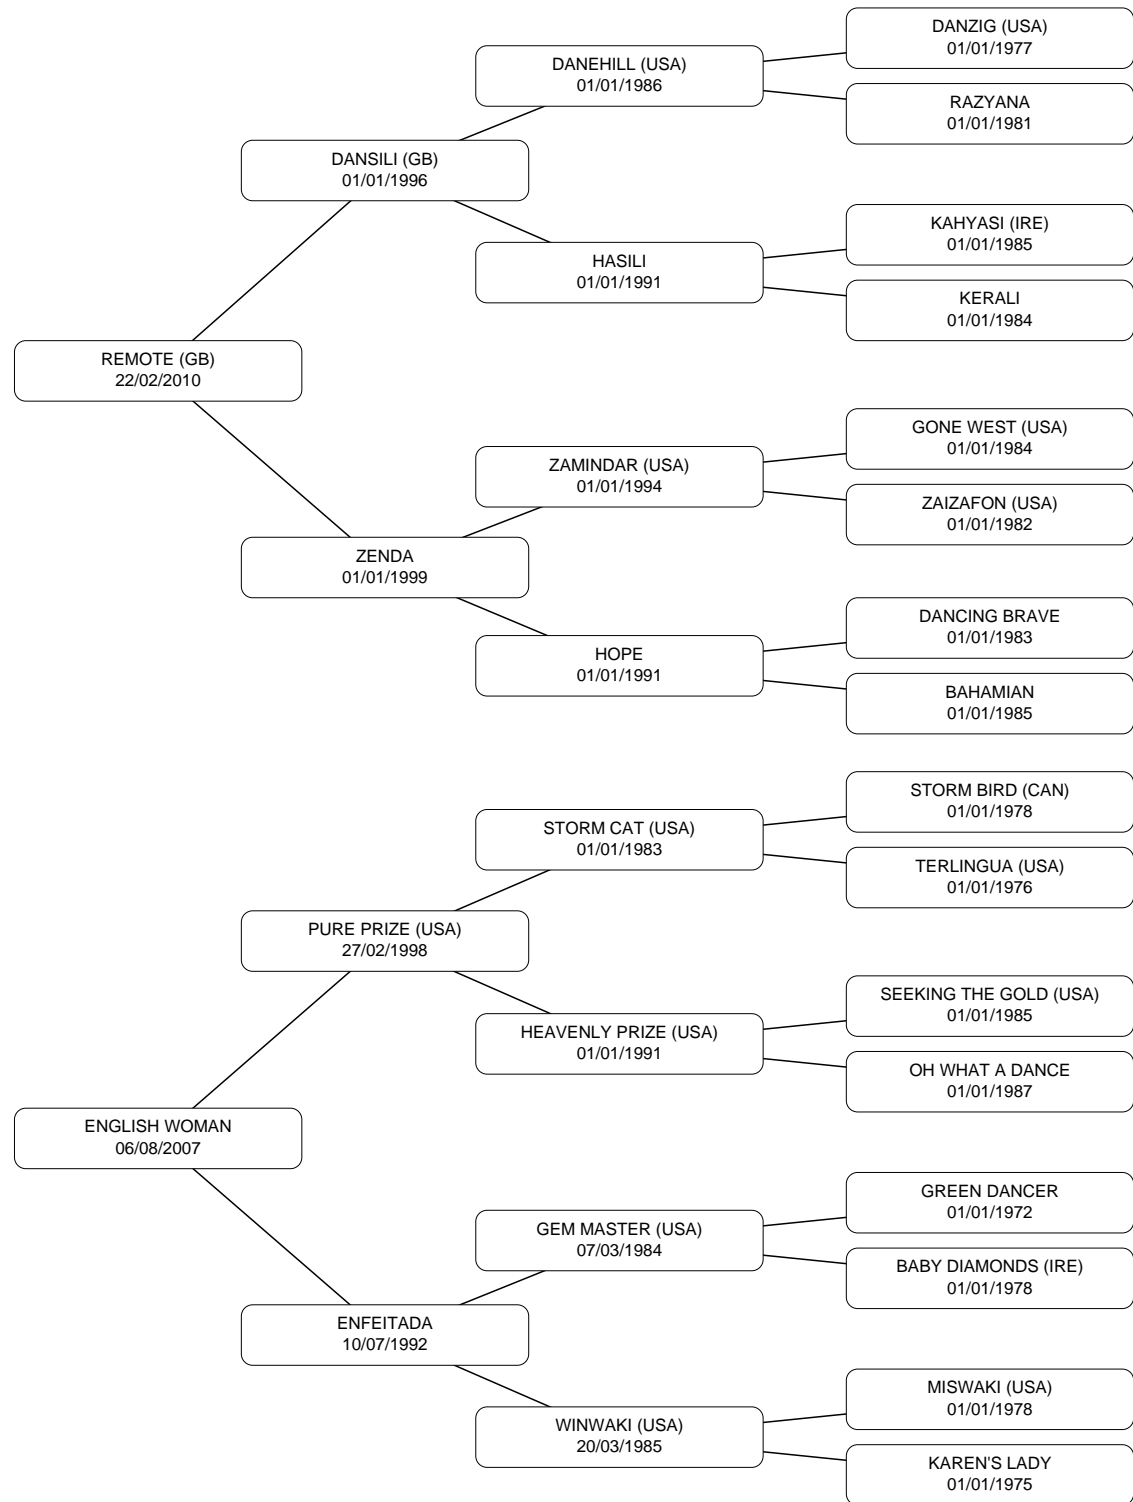 DANZIG (USA)
01/01/1977
DANEHILL (USA)
01/01/1986
RAZYANA
01/01/1981
DANSILI (GB)
01/01/1996
KAHYASI (IRE)
01/01/1985
HASILI
01/01/1991
KERALI
01/01/1984
REMOTE (GB)
22/02/2010
GONE WEST (USA)
01/01/1984
ZAMINDAR (USA)
01/01/1994
ZAIZAFON (USA)
01/01/1982
ZENDA
01/01/1999
DANCING BRAVE
01/01/1983
HOPE
01/01/1991
BAHAMIAN
01/01/1985
STORM BIRD (CAN)
01/01/1978
STORM CAT (USA)
01/01/1983
TERLINGUA (USA)
01/01/1976
PURE PRIZE (USA)
27/02/1998
SEEKING THE GOLD (USA)
01/01/1985
HEAVENLY PRIZE (USA)
01/01/1991
OH WHAT A DANCE
01/01/1987
ENGLISH WOMAN
06/08/2007
GREEN DANCER
01/01/1972
GEM MASTER (USA)
07/03/1984
BABY DIAMONDS (IRE)
01/01/1978
ENFEITADA
10/07/1992
MISWAKI (USA)
01/01/1978
WINWAKI (USA)
20/03/1985
KAREN'S LADY
01/01/1975